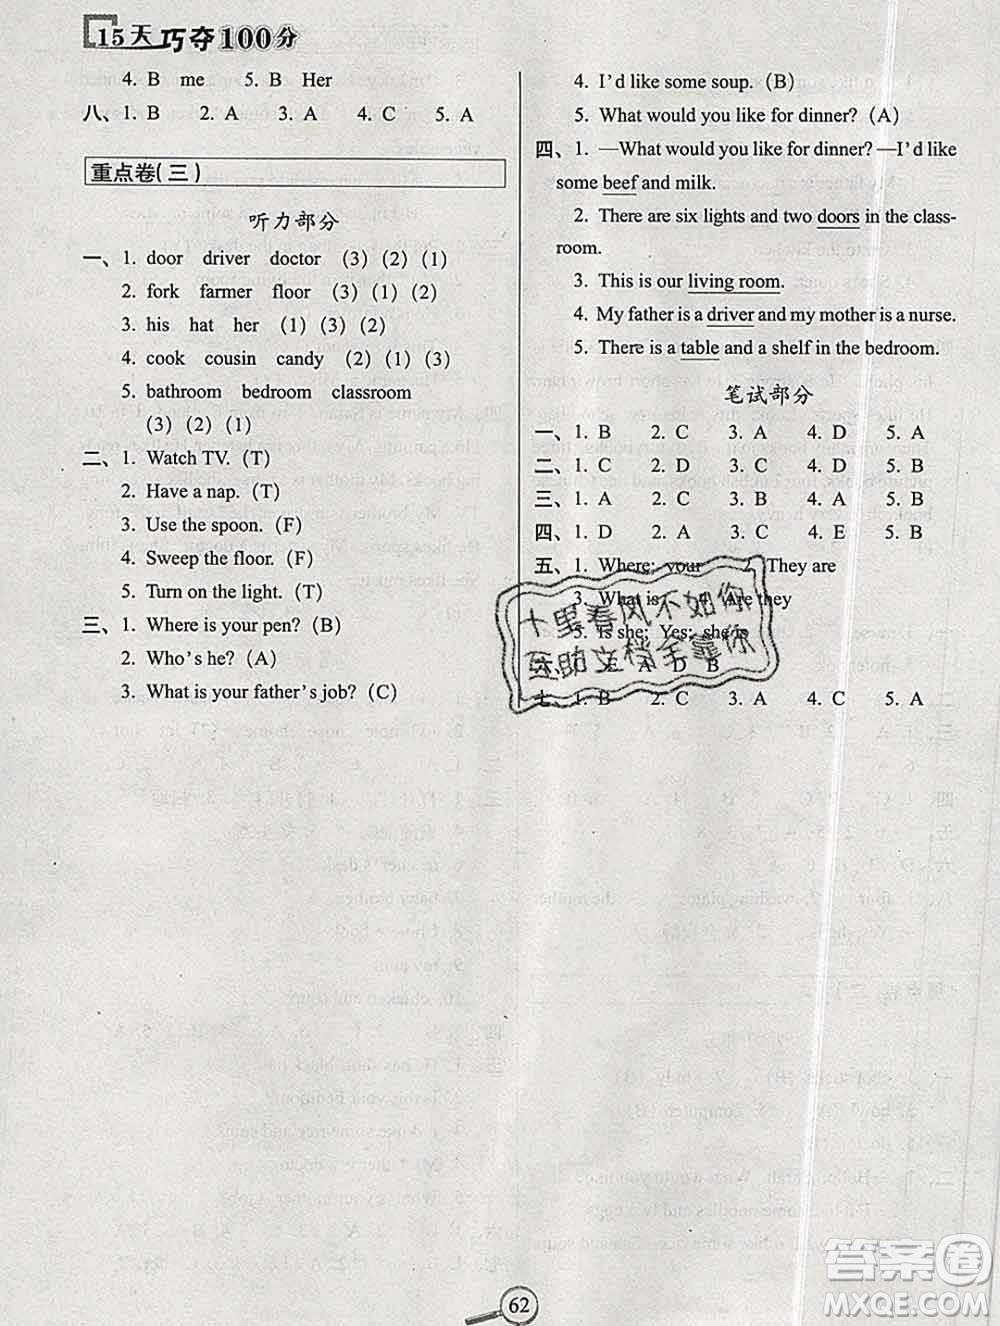 15天巧夺100分
4. B me 5. B Her
八、1. B 2. A 3. A 4. C 5. A
重点卷(三)
听力部分
一、1. door driver doctor (3) (2) (1)
2. fork farmer floor (3) (1) (2)
3. his hat her (1) (3) (2)
4. cook cousin candy (2) (1) (3)
5. bathroom bedroom classroom
(3) (2) (1)
二、1. Watch TV. (T)
2. Have a nap. (T)
3. Use the spoon. (F)
4. Sweep the floor. (F)
5. Turn on the light. (T)
三、1. Where is your pen? (B)
2. Who's he? (A)
3. What is your father's job? (C)
4. I'd like some soup. (B)
5. What would you like for dinner? (A)
四、1. —What would you like for dinner? —I'd like
some beef and milk.
2. There are six lights and two doors in the class-
room.
3. This is our living room.
4. My father is a driver and my mother is a nurse.
5. There is a table and a shelf in the bedroom.
笔试部分
一、1. B 2. C 3. A 4. D 5. A
二、1. C 2. D 3. C 4. A 5. B
三、1. A 2. C 3. B 4. A 5. B
四、1. D 2. A 3. C 4. E 5. B
五、1. Where; your 2. They are
3. What is 4. Are they
5. Is she; Yes; she is
六、C E A D B
七、1. B 2. C 3. A 4. C 5. A
十里春风不如你
互助文档全靠你
62
答案圈
MXQE.COM